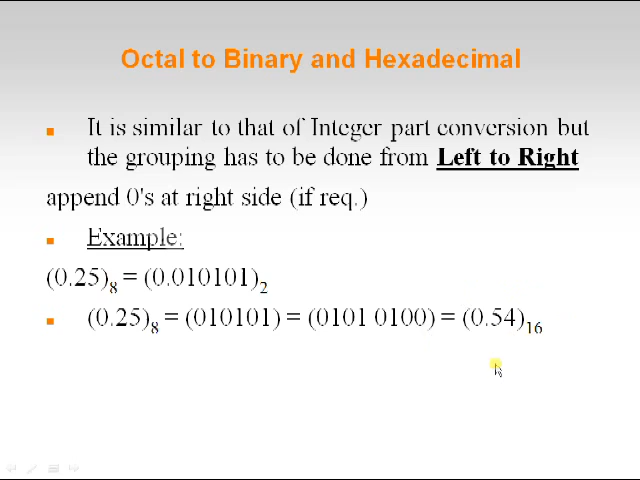 Octal to Binary and Hexadecimal
It is similar to that of Integer part conversion but
the grouping has to be done from Left to Right
append 0's at right side (if req.)
Example:
(0.25)₈ = (0.010101)₂
(0.25)₈ = (010101) = (0101 0100) = (0.54)₁₆